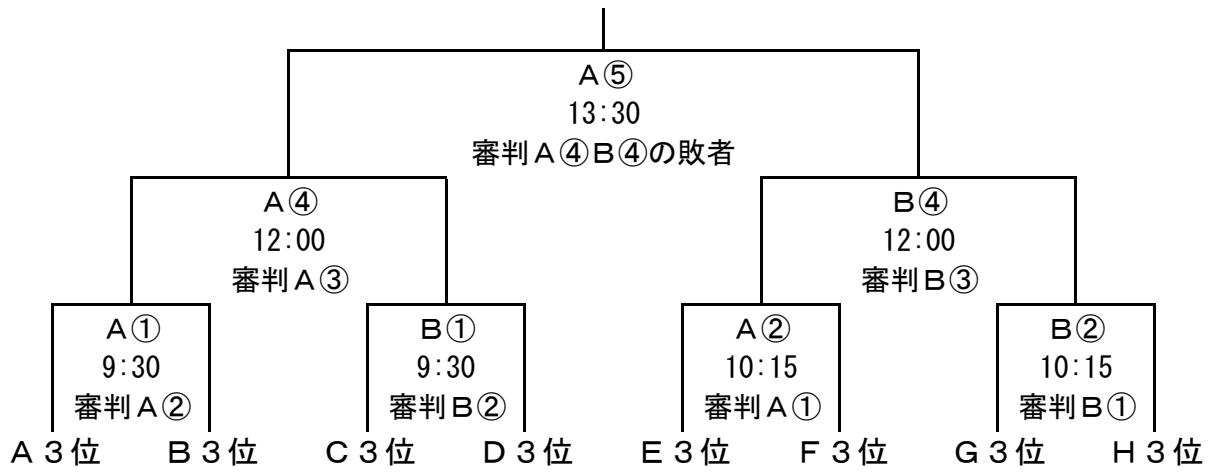 A⑤
13:30
審判A④B④の敗者
A④
12:00
審判A③
B④
12:00
審判B③
A①
9:30
審判A②
B①
9:30
審判B②
A②
10:15
審判A①
B②
10:15
審判B①
A３位 B３位 C３位 D３位 E３位 F３位 G３位 H３位